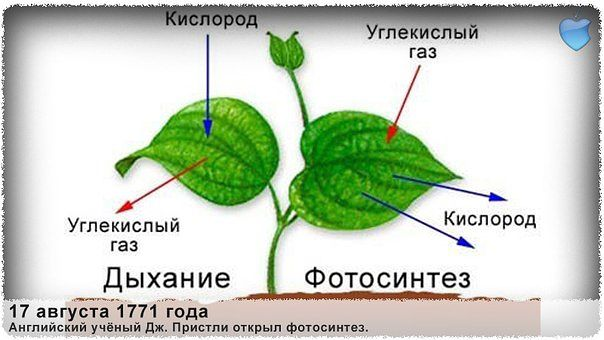 Кислород
Углекислый
газ
Углекислый
газ
Кислород
Дыхание
Фотосинтез
17 августа 1771 года
Английский учёный Дж. Пристли открыл фотосинтез.